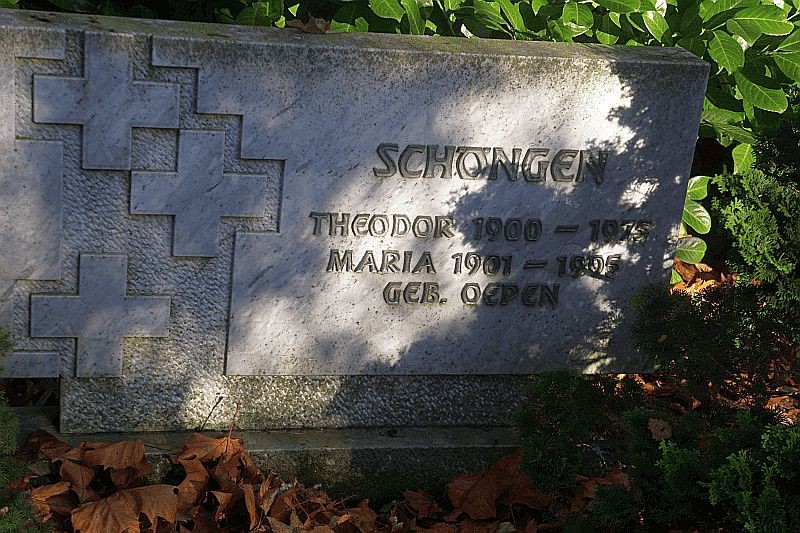 SCHÖNGEN
THEODOR 1900 – 1975
MARIA 1901 – 1995
GEB. OEPEN